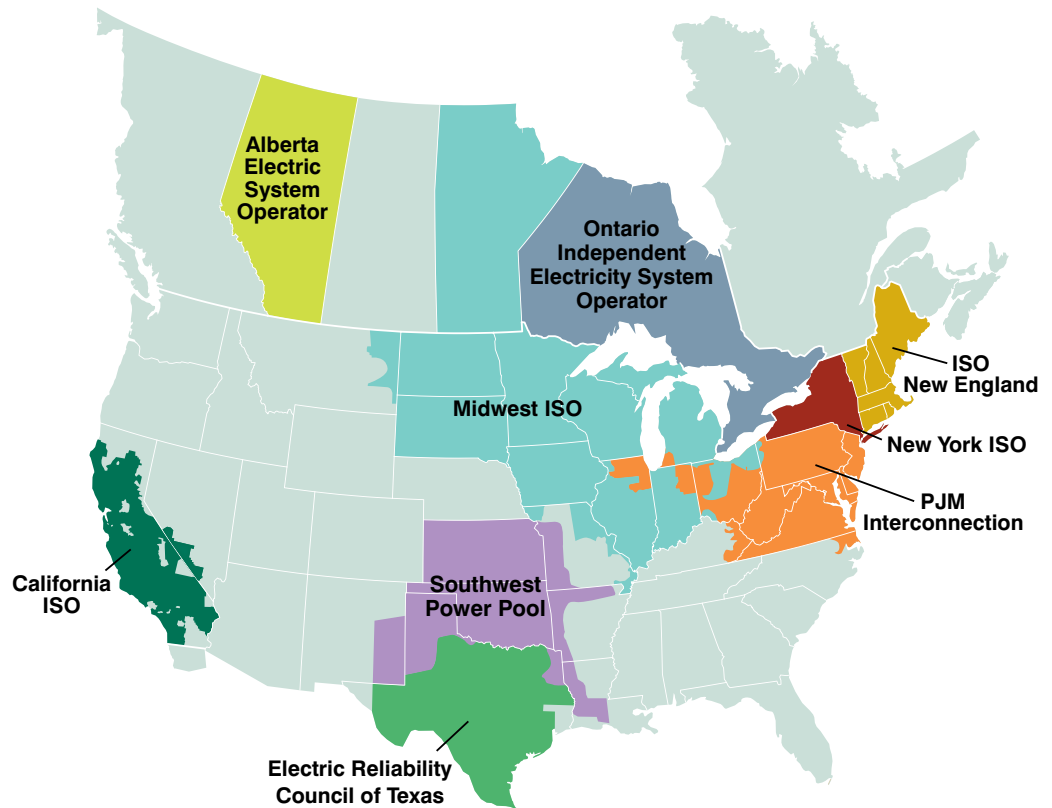 Alberta
Electric
System
Operator
Ontario
Independent
Electricity System
Operator
ISO
New England
Midwest ISO
New York ISO
PJM
Interconnection
California
ISO
Southwest
Power Pool
Electric Reliability
Council of Texas